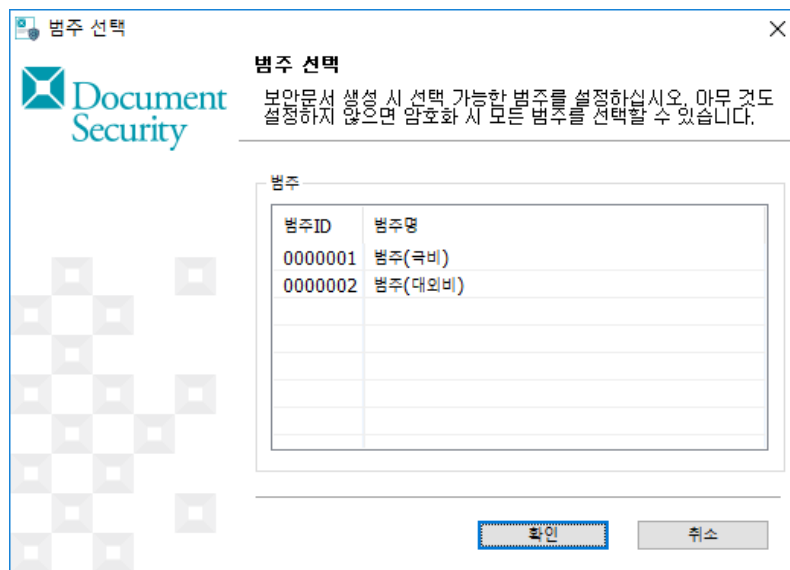 범주 선택
Document
Security
범주 선택
보안문서 생성 시 선택 가능한 범주를 설정하십시오. 아무 것도
설정하지 않으면 암호화 시 모든 범주를 선택할 수 있습니다.
범주
범주ID 범주명
0000001 범주(극비)
0000002 범주(대외비)
확인 취소